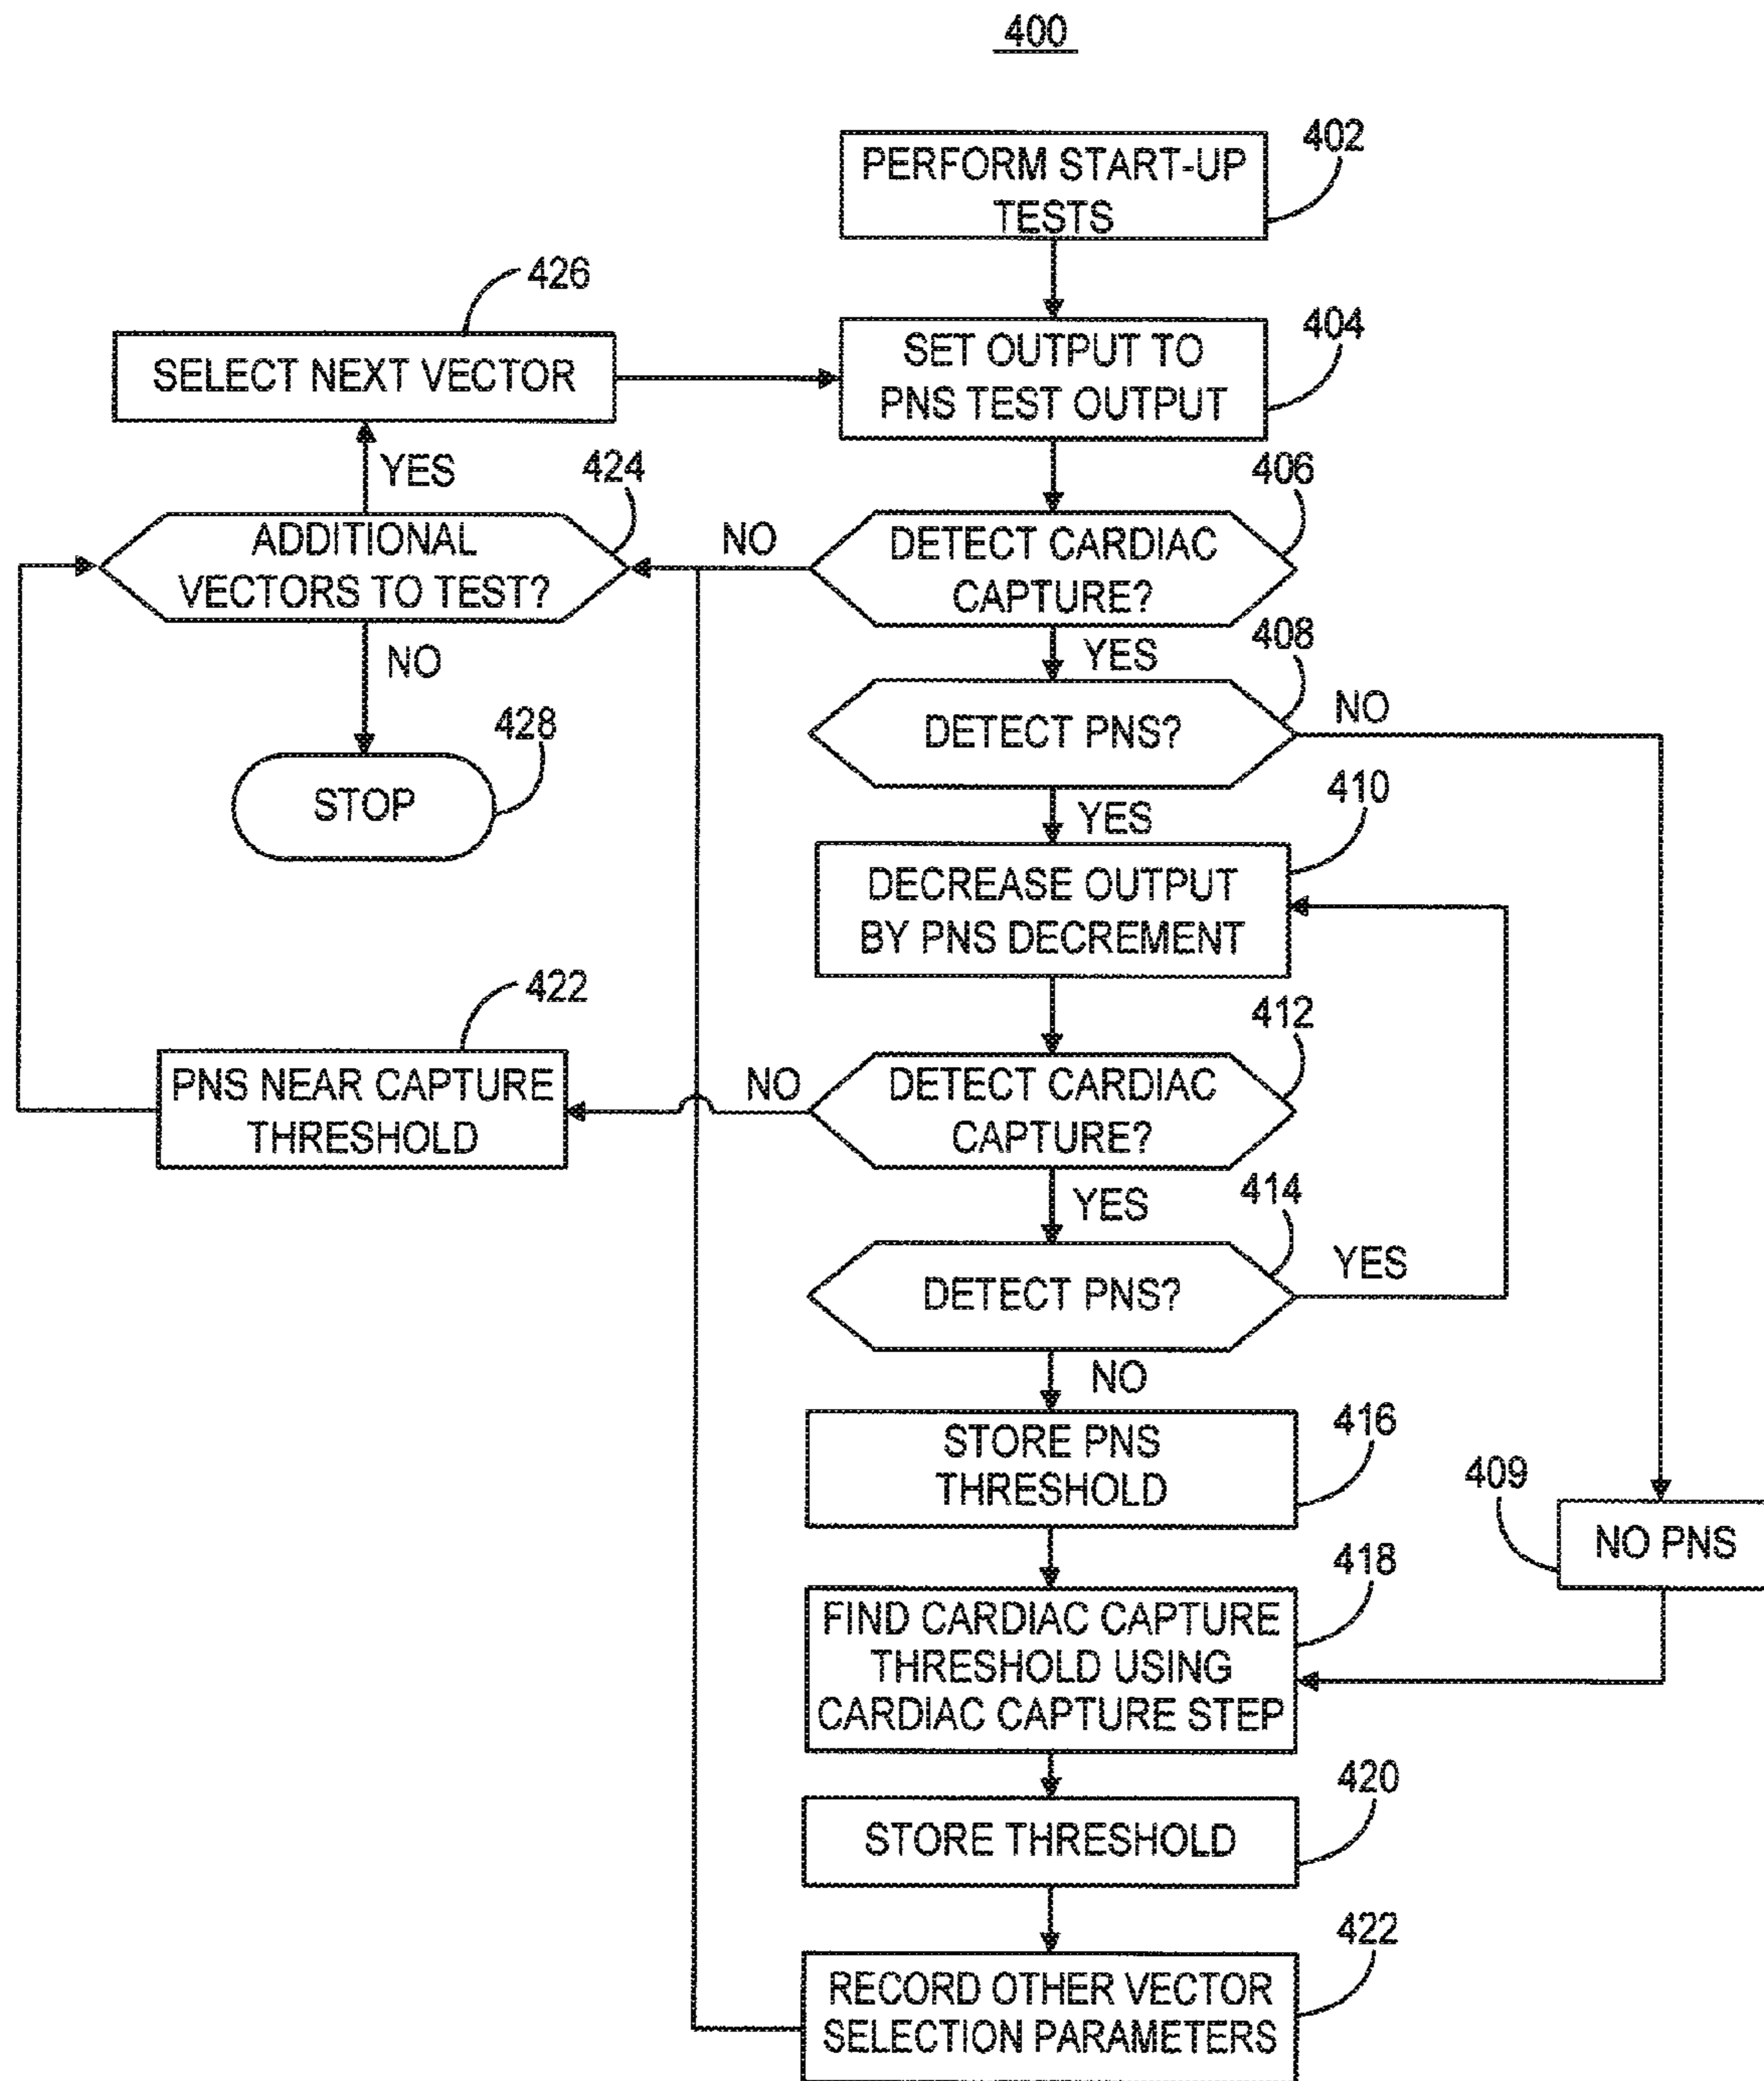 400
402
PERFORM START-UP
TESTS
426
404
SELECT NEXT VECTOR
SET OUTPUT TO
PNS TEST OUTPUT
YES
424
406
ADDITIONAL
VECTORS TO TEST?
NO
DETECT CARDIAC
CAPTURE?
NO
YES
408
428
STOP
DETECT PNS?
NO
YES
410
DECREASE OUTPUT
BY PNS DECREMENT
422
412
PNS NEAR CAPTURE
THRESHOLD
NO
DETECT CARDIAC
CAPTURE?
YES
414
DETECT PNS?
YES
NO
416
STORE PNS
THRESHOLD
409
NO PNS
418
FIND CARDIAC CAPTURE
THRESHOLD USING
CARDIAC CAPTURE STEP
420
STORE THRESHOLD
422
RECORD OTHER VECTOR
SELECTION PARAMETERS